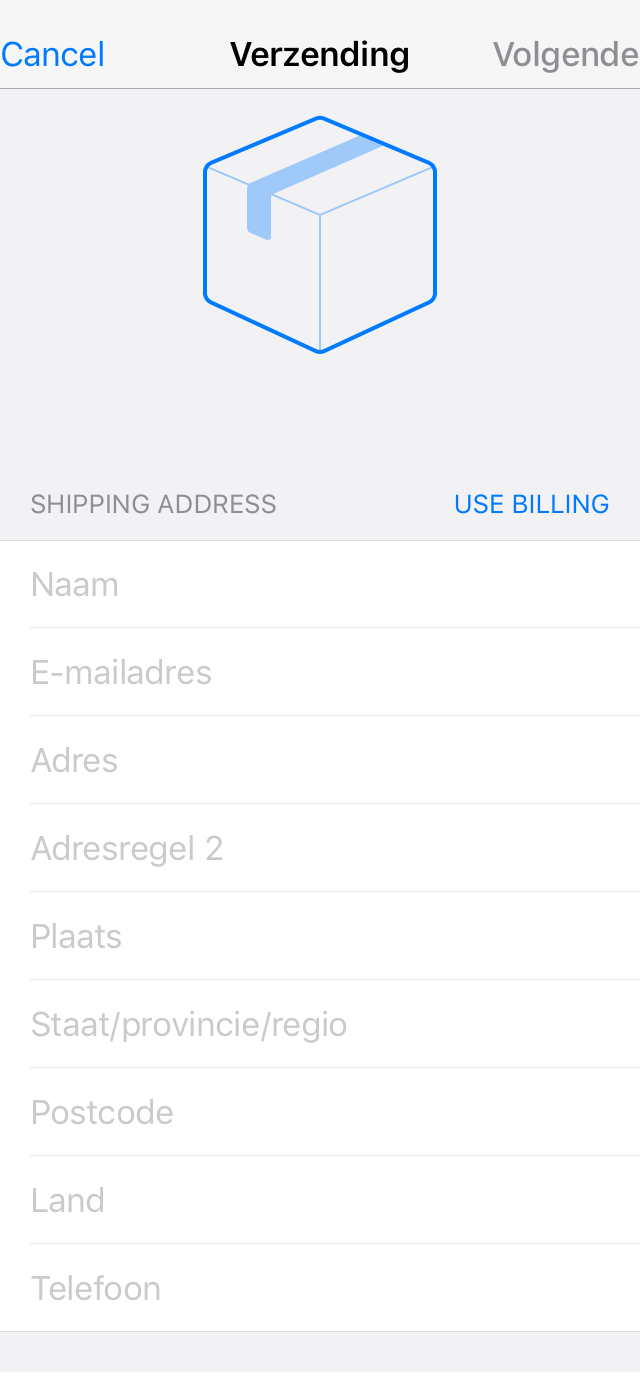 Cancel Verzending Volgende
SHIPPING ADDRESS USE BILLING
Naam
E-mailadres
Adres
Adresregel 2
Plaats
Staat/provincie/regio
Postcode
Land
Telefoon